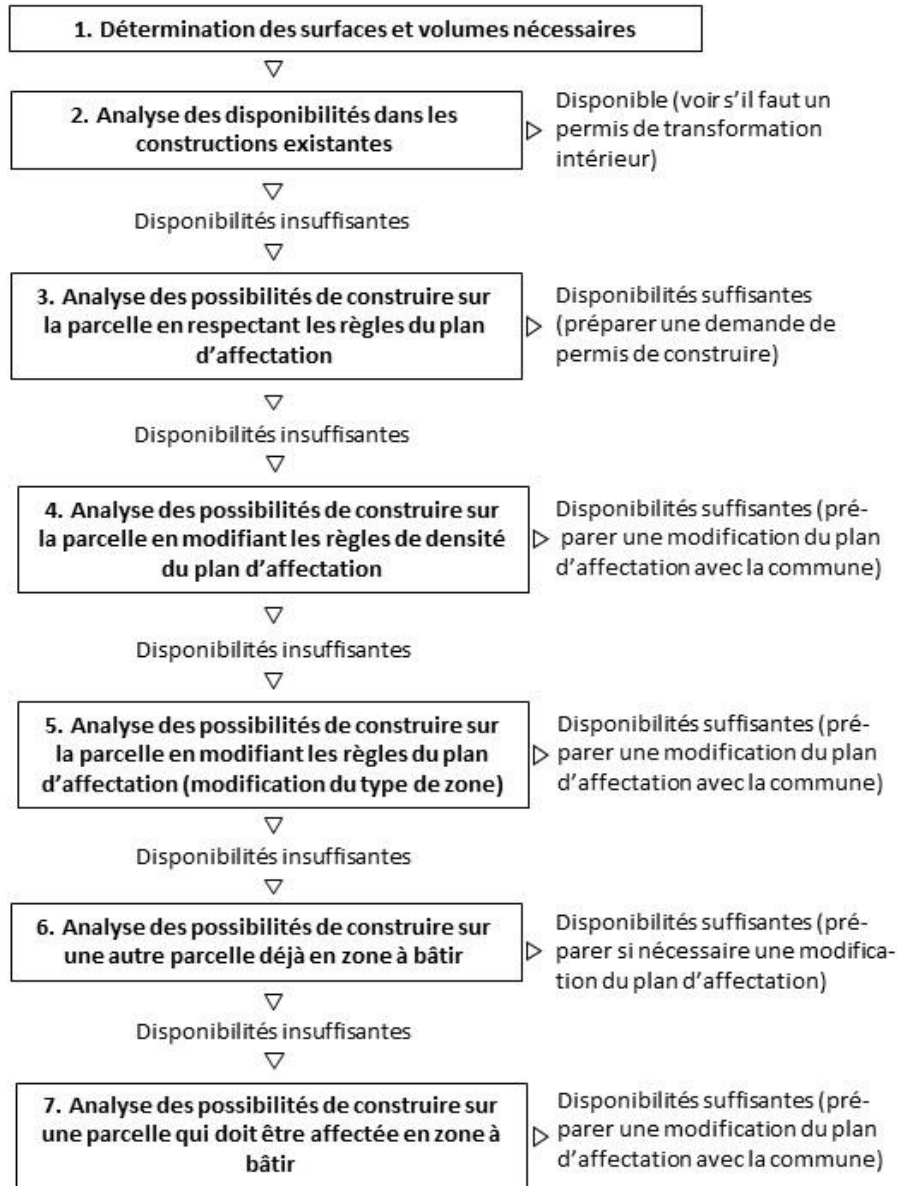 1. Détermination des surfaces et volumes nécessaires
2. Analyse des disponibilités dans les
constructions existantes
Disponible (voir s’il faut un
permis de transformation
intérieur)
Disponibilités insuffisantes
3. Analyse des possibilités de construire sur
la parcelle en respectant les règles du plan
d’affectation
Disponibilités suffisantes
(préparer une demande de
permis de construire)
Disponibilités insuffisantes
4. Analyse des possibilités de construire sur
la parcelle en modifiant les règles de densité
du plan d’affectation
Disponibilités suffisantes (pré-
parer une modification du plan
d’affectation avec la commune)
Disponibilités insuffisantes
5. Analyse des possibilités de construire sur
la parcelle en modifiant les règles du plan
d’affectation (modification du type de zone)
Disponibilités suffisantes (pré-
parer une modification du plan
d’affectation avec la commune)
Disponibilités insuffisantes
6. Analyse des possibilités de construire sur
une autre parcelle déjà en zone à bâtir
Disponibilités suffisantes (pré-
parer si nécessaire une modifica-
tion du plan d’affectation)
Disponibilités insuffisantes
7. Analyse des possibilités de construire sur
une parcelle qui doit être affectée en zone à
bâtir
Disponibilités suffisantes (pré-
parer une modification du plan
d’affectation avec la commune)